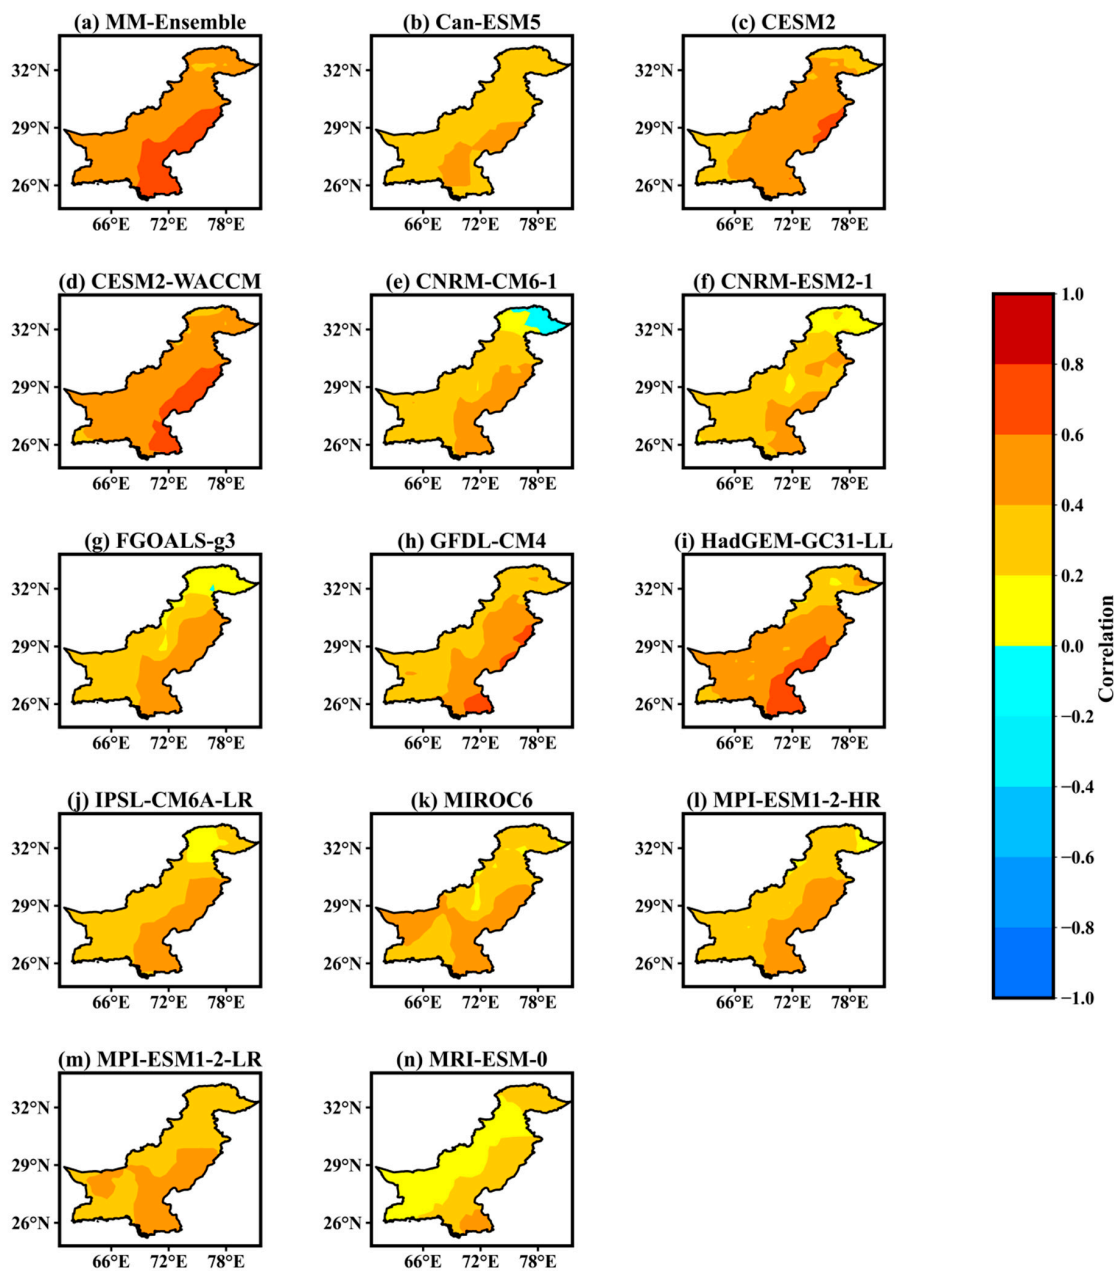 (a) MM-Ensemble (b) Can-ESM5 (c) CESM2
32°N 32°N 32°N
29°N 29°N 29°N
26°N 26°N 26°N
66°E 72°E 78°E 66°E 72°E 78°E 66°E 72°E 78°E
(d) CESM2-WACCM (e) CNRM-CM6-1 (f) CNRM-ESM2-1
32°N 32°N 32°N
29°N 29°N 29°N
26°N 26°N 26°N
66°E 72°E 78°E 66°E 72°E 78°E 66°E 72°E 78°E
(g) FGOALS-g3 (h) GFDL-CM4 (i) HadGEM-GC31-LL
32°N 32°N 32°N
29°N 29°N 29°N
26°N 26°N 26°N
66°E 72°E 78°E 66°E 72°E 78°E 66°E 72°E 78°E
(j) IPSL-CM6A-LR (k) MIROC6 (l) MPI-ESM1-2-HR
32°N 32°N 32°N
29°N 29°N 29°N
26°N 26°N 26°N
66°E 72°E 78°E 66°E 72°E 78°E 66°E 72°E 78°E
(m) MPI-ESM1-2-LR (n) MRI-ESM-0
32°N 32°N
29°N 29°N
26°N 26°N
66°E 72°E 78°E 66°E 72°E 78°E
1.0
0.8
0.6
0.4
0.2
0.0
−0.2
−0.4
−0.6
−0.8
−1.0
Correlation